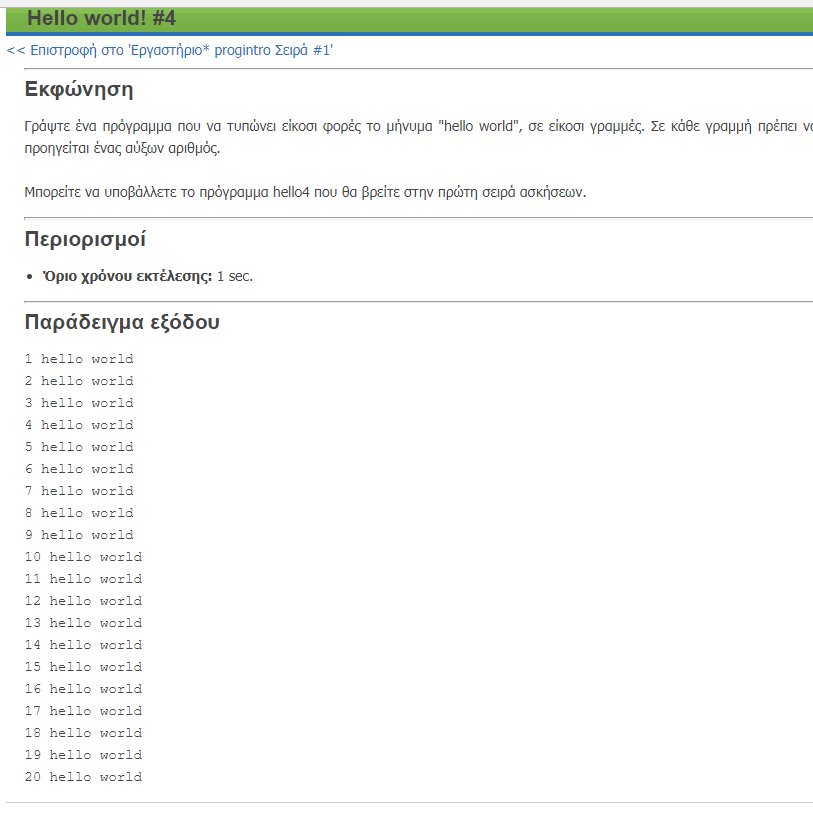 Hello world! #4
<< Επιστροφή στο 'Εργαστήριο* progintro Σειρά #1'
Εκφώνηση
Γράψτε ένα πρόγραμμα που να τυπώνει είκοσι φορές το μήνυμα "hello world", σε είκοσι γραμμές. Σε κάθε γραμμή πρέπει
προηγείται ένας αύξων αριθμός.
Μπορείτε να υποβάλλετε το πρόγραμμα hello4 που θα βρείτε στην πρώτη σειρά ασκήσεων.
Περιορισμοί
• Όριο χρόνου εκτέλεσης: 1 sec.
Παράδειγμα εξόδου
1 hello world
2 hello world
3 hello world
4 hello world
5 hello world
6 hello world
7 hello world
8 hello world
9 hello world
10 hello world
11 hello world
12 hello world
13 hello world
14 hello world
15 hello world
16 hello world
17 hello world
18 hello world
19 hello world
20 hello world